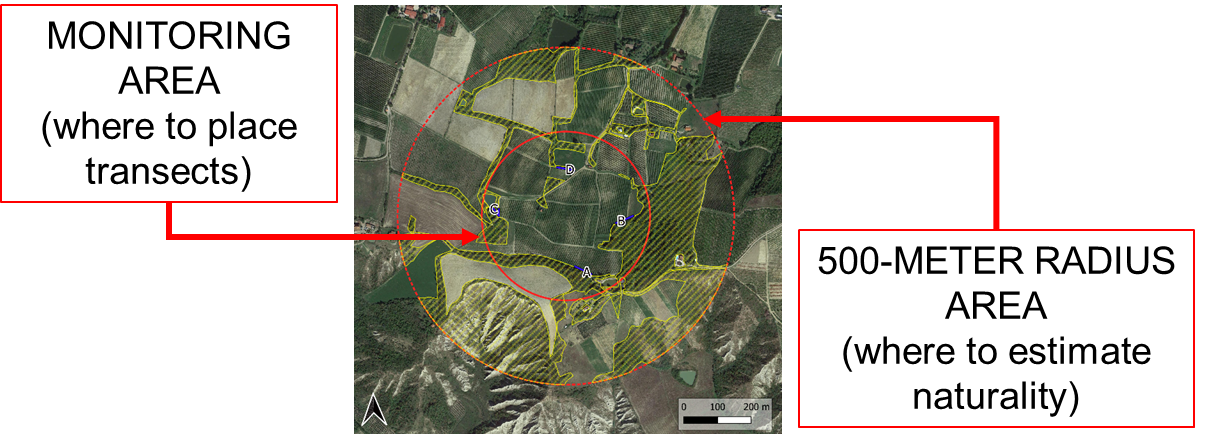 MONITORING
AREA
(where to place
transects)
D
C
B
A
S
500-METER RADIUS
AREA
(where to estimate
naturality)
0 100 200 m